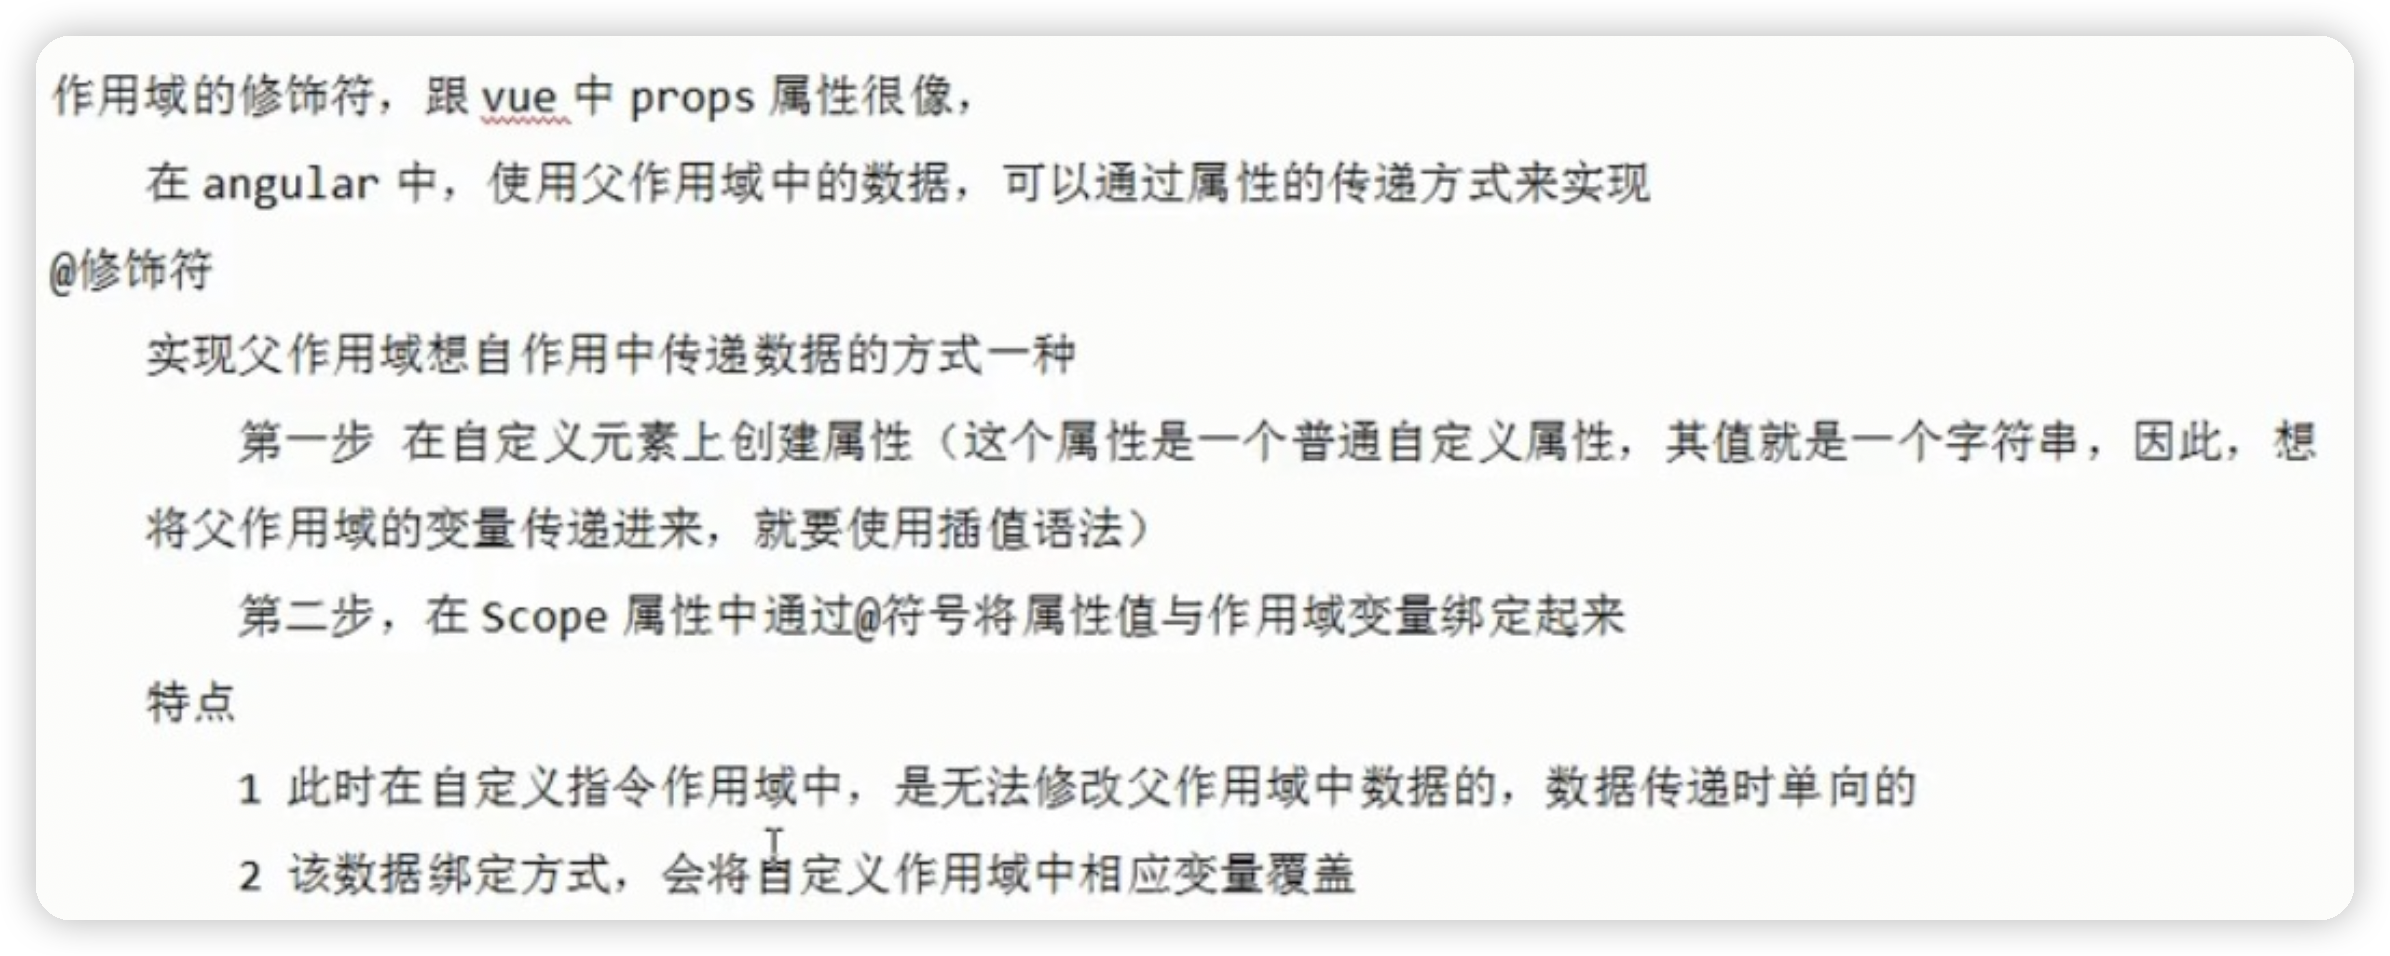 作用域的修饰符，跟 vue 中 props 属性很像，
在 angular 中，使用父作用域中的数据，可以通过属性的传递方式来实现
@修饰符
实现父作用域想自作用中传递数据的方式一种
第一步 在自定义元素上创建属性（这个属性是一个普通自定义属性，其值就是一个字符串，因此，想
将父作用域的变量传递进来，就要使用插值语法）
第二步，在 Scope 属性中通过@符号将属性值与作用域变量绑定起来
特点
1 此时在自定义指令作用域中，是无法修改父作用域中数据的，数据传递时单向的
2 该数据绑定方式，会将自定义作用域中相应变量覆盖